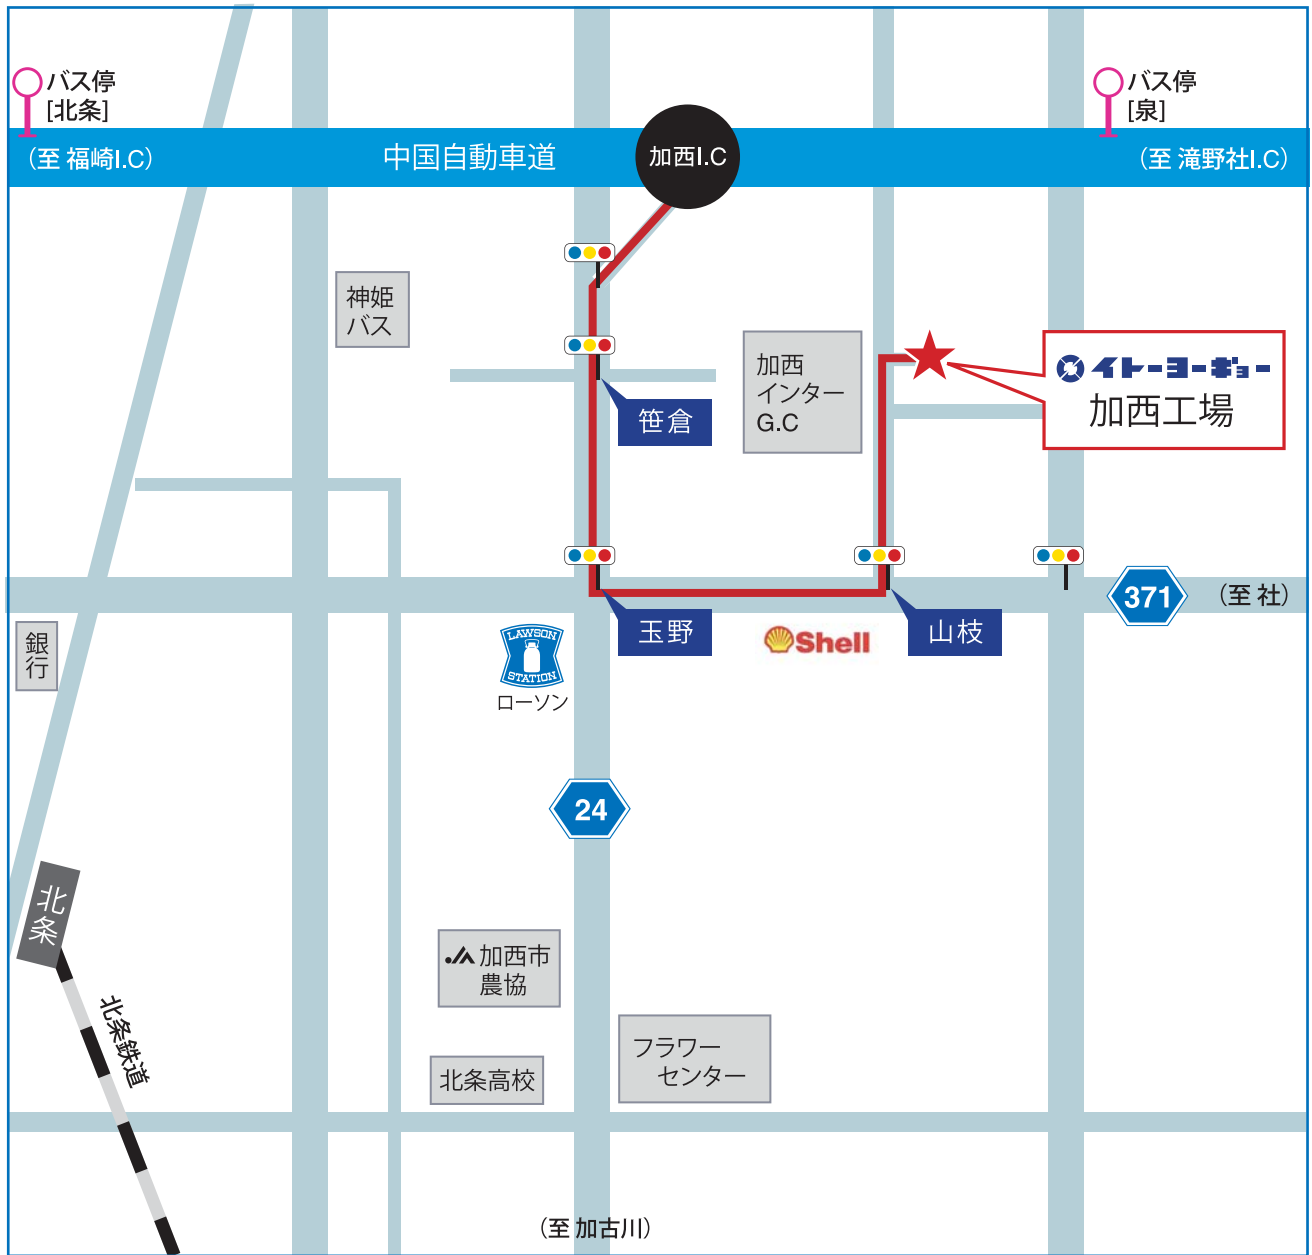 バス停
[北条]
バス停
[泉]
(至 福崎I.C)
中国自動車道
加西I.C
(至 滝野社I.C)
神姫
バス
加西
インター
G.C
イトーヨーギョー
加西工場
笹倉
371
(至 社)
銀行
LAWSON
STATION
ローソン
玉野
Shell
山枝
24
北条
北条鉄道
JA 加西市
農協
北条高校
フラワー
センター
(至 加古川)